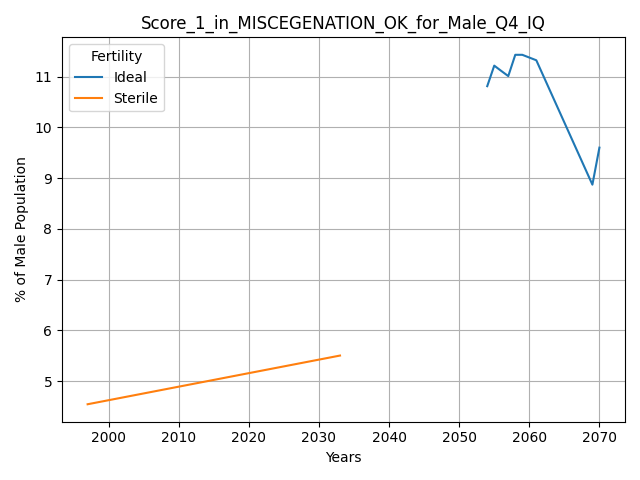 Score_1_in_MISCEGENATION_OK_for_Male_Q4_IQ
Fertility
Ideal
Sterile
% of Male Population
11
10
9
8
7
6
5
2000 2010 2020 2030 2040 2050 2060 2070
Years